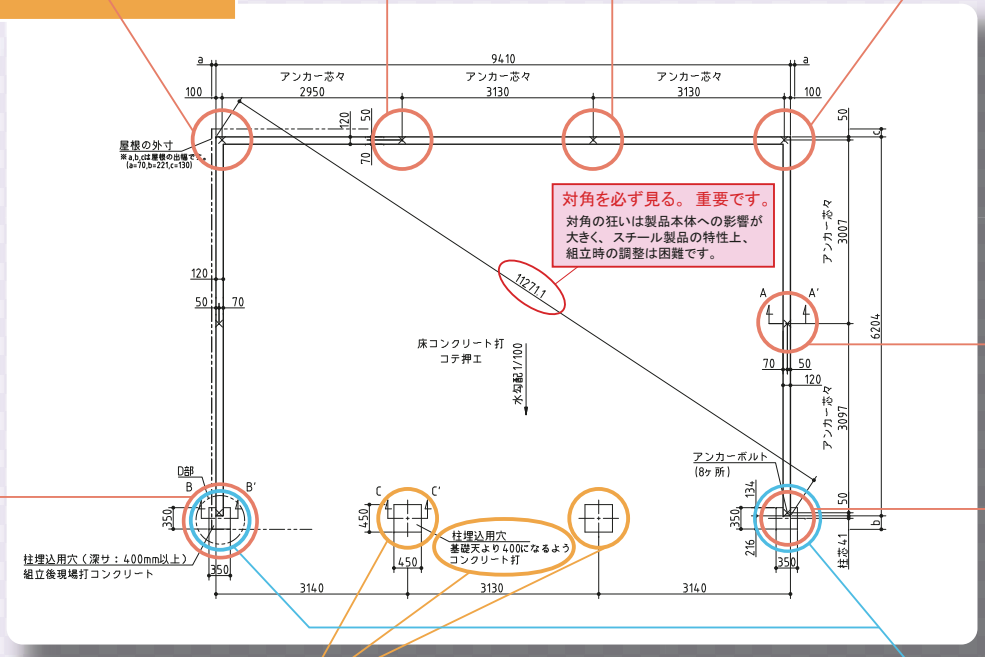 a
9410
a
アンカー芯々
アンカー芯々
アンカー芯々
100
2950
3130
3130
100
50
120
50
70
c
屋根の外寸
※a,b,cは屋根の出幅です。
(a=70,b=221,c=130)
対角を必ず見る。 重要です。
対角の狂いは製品本体への影響が
大きく、スチール製品の特性上、
組立時の調整は困難です。
アンカー芯々
3007
120
50
70
11271.1
A
A'
6204
床コンクリート打
コテ押エ
水勾配1/100
70
50
120
アンカー芯々
3097
アンカーボルト
(8ヶ所)
D部
B
B'
C
C'
350
450
柱埋込用穴
基礎天より400になるよう
コンクリート打
134
350
216
50
b
柱芯41
柱埋込用穴(深サ:400mm以上)
組立後現場打コンクリート
350
450
350
3140
3130
3140